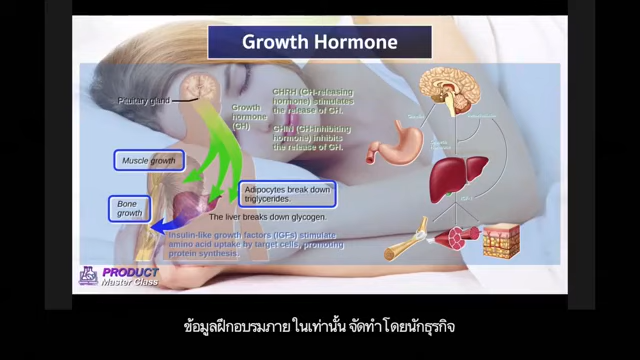 Growth Hormone
Pituitary gland
Growth
hormone
(GH)
GHRH (GH-releasing
hormone) stimulates
the release of GH.
GHIH (GH-inhibiting
hormone) inhibits
the release of GH.
Muscle growth
Bone
growth
Adipocytes break down
triglycerides.
The liver breaks down glycogen.
Insulin-like growth factors (IGFs) stimulate
amino acid uptake by target cells, promoting
protein synthesis.
PRODUCT
Master Class
ข้อมูลฝึกอบรมภายในเท่านั้น จัดทำโดยนักธุรกิจ